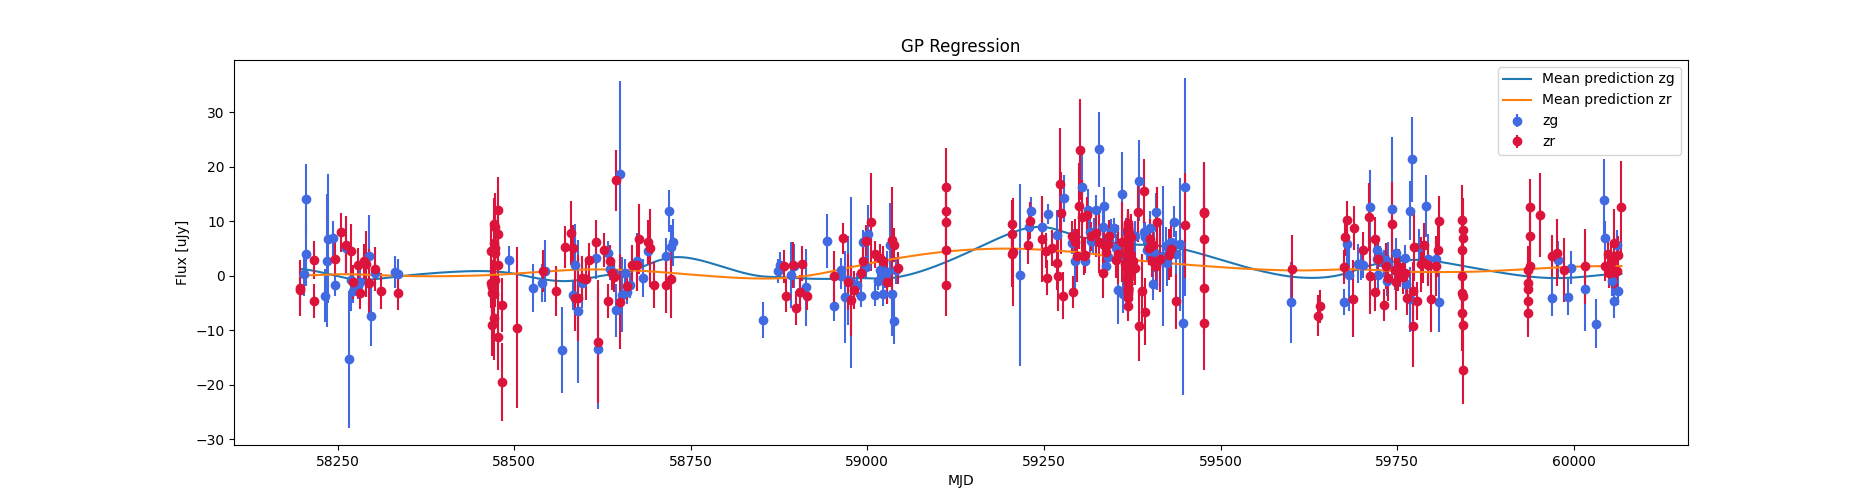 GP Regression
Flux [uJy]
30
20
10
0
−10
−20
−30
58250
58500
58750
59000
59250
59500
59750
60000
MJD
Mean prediction zg
Mean prediction zr
zg
zr